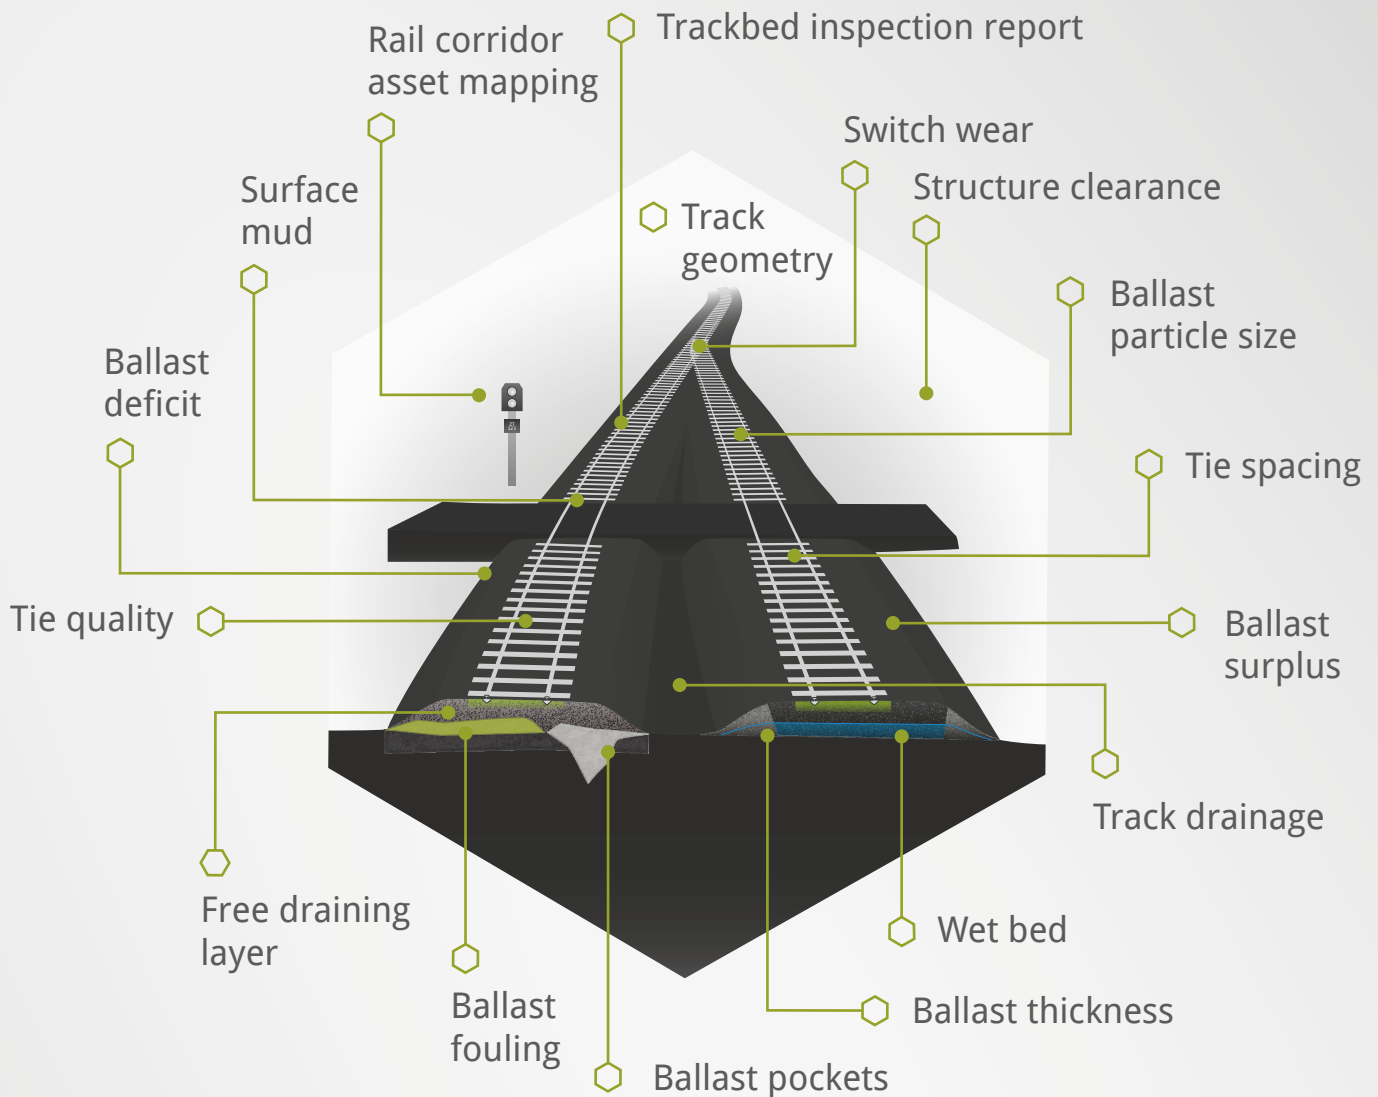 Trackbed inspection report
Rail corridor
asset mapping
Switch wear
Structure clearance
Surface
mud
Track
geometry
Ballast
particle size
Ballast
deficit
Tie spacing
Tie quality
Ballast
surplus
Track drainage
Free draining
layer
Wet bed
Ballast
fouling
Ballast thickness
Ballast pockets